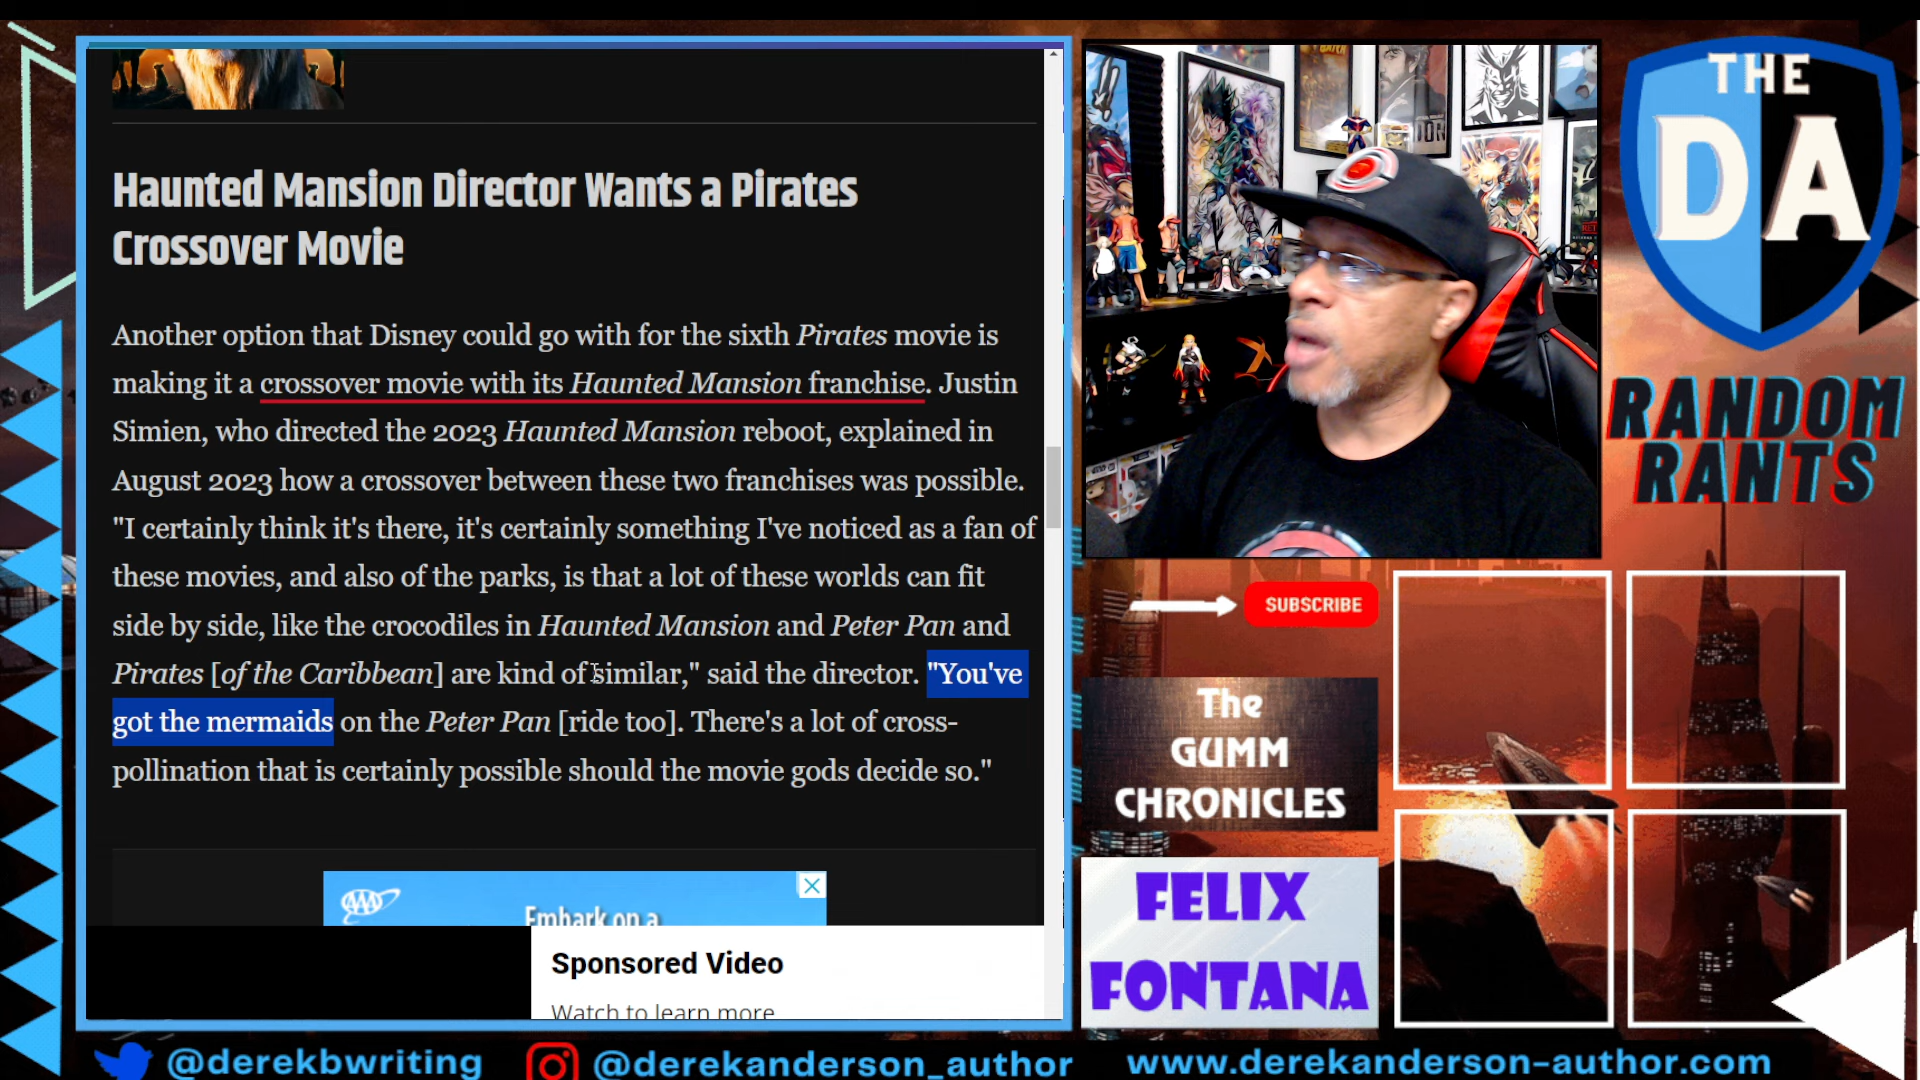 Haunted Mansion Director Wants a Pirates
Crossover Movie
Another option that Disney could go with for the sixth Pirates movie is
making it a crossover movie with its Haunted Mansion franchise. Justin
Simien, who directed the 2023 Haunted Mansion reboot, explained in
August 2023 how a crossover between these two franchises was possible.
"I certainly think it's there, it's certainly something I've noticed as a fan of
these movies, and also of the parks, is that a lot of these worlds can fit
side by side, like the crocodiles in Haunted Mansion and Peter Pan and
Pirates [of the Caribbean] are kind of similar," said the director. "You've
got the mermaids on the Peter Pan [ride too]. There's a lot of cross-
pollination that is certainly possible should the movie gods decide so."
AAA
Embark on a
Sponsored Video
Watch to learn more
THE
DA
RANDOM
RANTS
SUBSCRIBE
The
GUMM
CHRONICLES
FELIX
FONTANA
@derekbwriting
@derekanderson_author
www.derekanderson-author.com